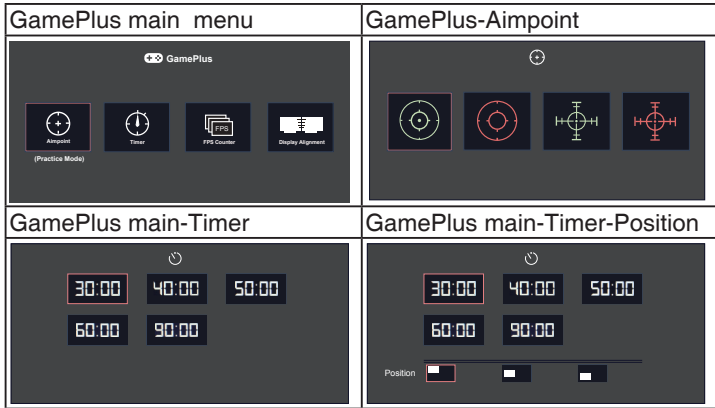 GamePlus main menu
GamePlus-Aimpoint
GamePlus
Aimpoint
Timer
FPS
FPS Counter
Display Alignment
(Practice Mode)
GamePlus main-Timer
GamePlus main-Timer-Position
30:00 40:00 50:00
60:00 90:00
30:00 40:00 50:00
60:00 90:00
Position